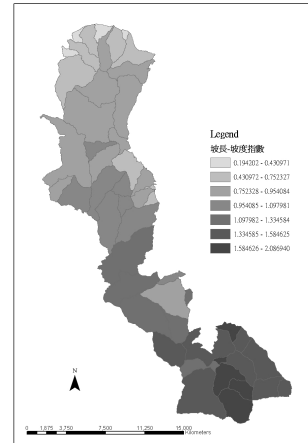 Legend
坡長-坡度指數
0.194202 - 0.430971
0.430972 - 0.752327
0.752328 - 0.954084
0.954085 - 1.097981
1.097982 - 1.334584
1.334585 - 1.584625
1.584626 - 2.086940
N
0 1,875 3,750 7,500 11,250 15,000
Kilometers